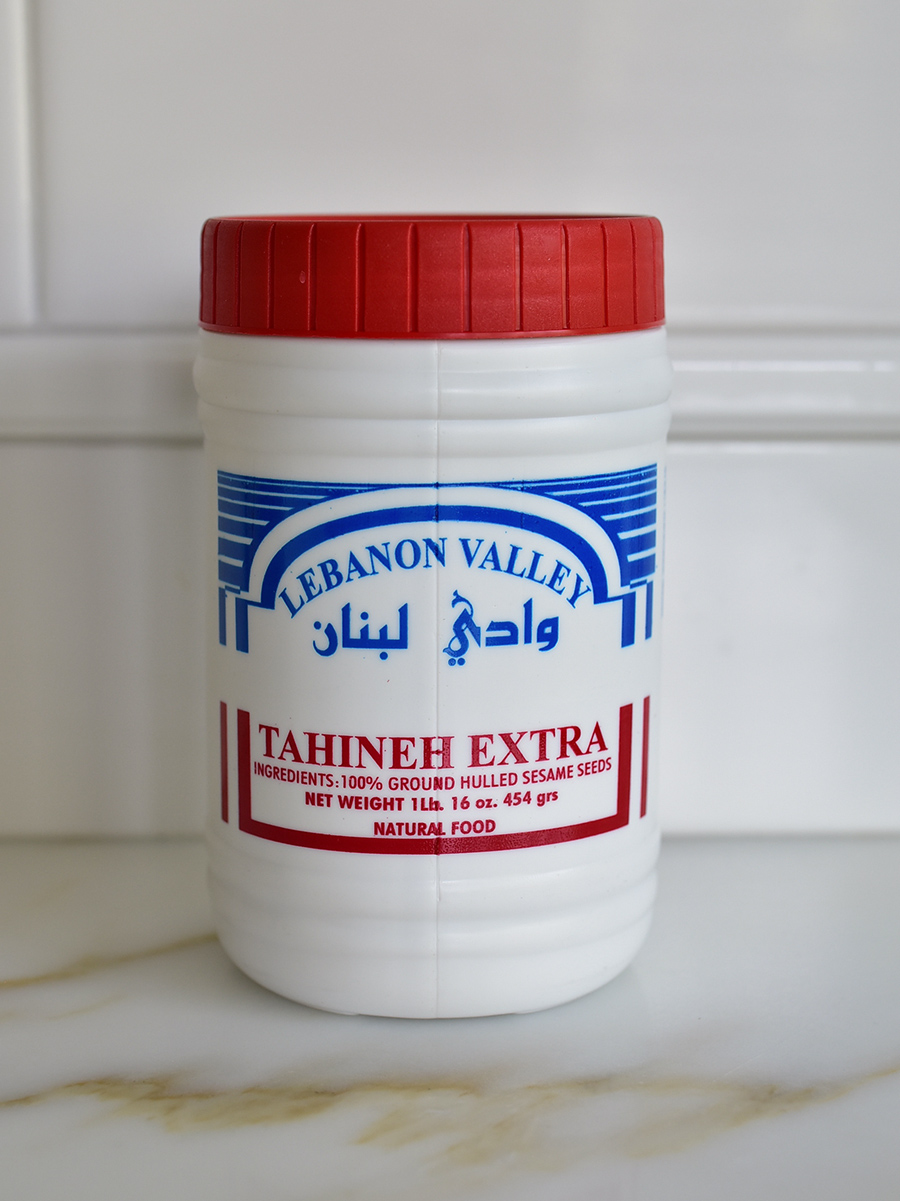 LEBANON VALLEY
وادي لبنان
TAHINEH EXTRA
INGREDIENTS: 100% GROUND HULLED SESAME SEEDS
NET WEIGHT 1Lb. 16 oz. 454 grs
NATURAL FOOD